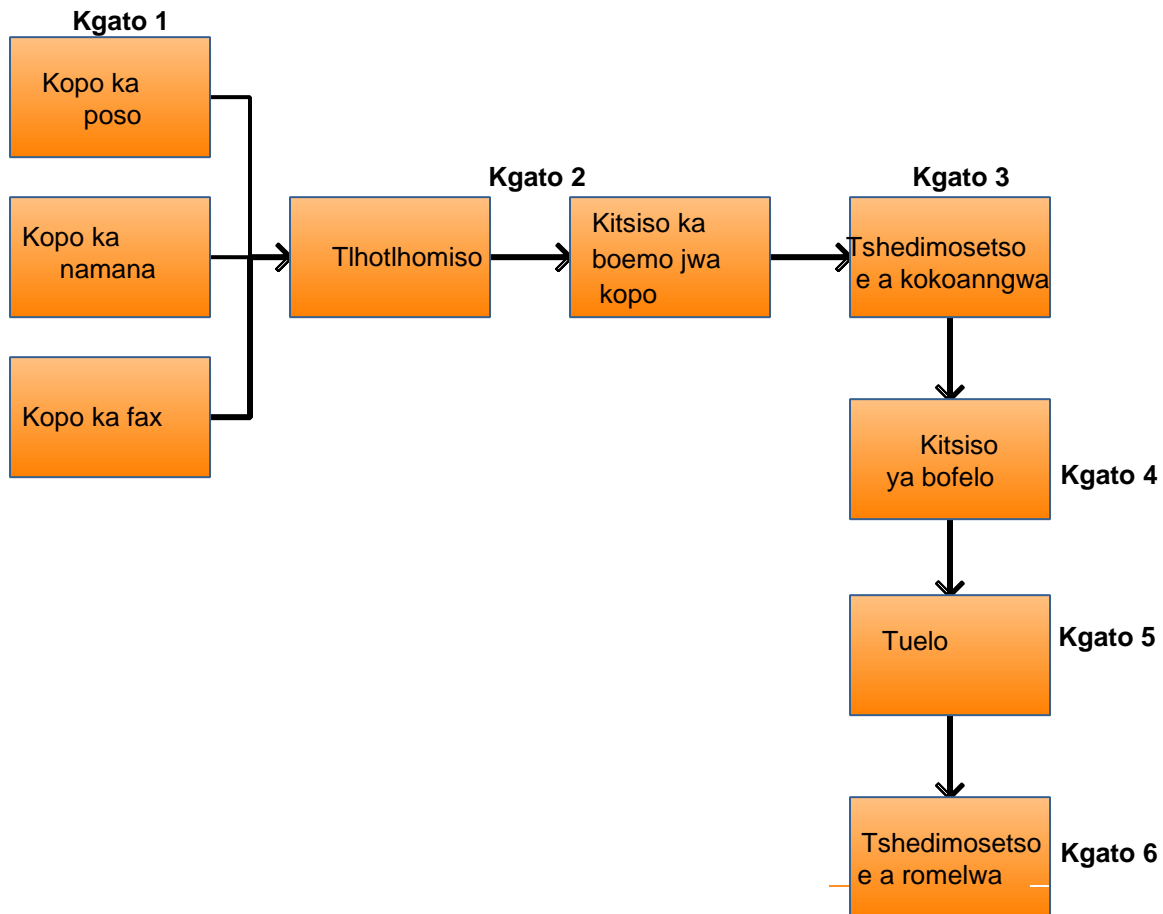 Kgato 1
Kopo ka
poso
Kopo ka
namana
Kopo ka fax
Kgato 2
Tlhotlhomiso
Kitsiso ka
boemo jwa
kopo
Kgato 3
Tshedimosetso
e a kokoanngwa
Kitsiso
ya bofelo
Kgato 4
Tuelo
Kgato 5
Tshedimosetso
e a romelwa
Kgato 6